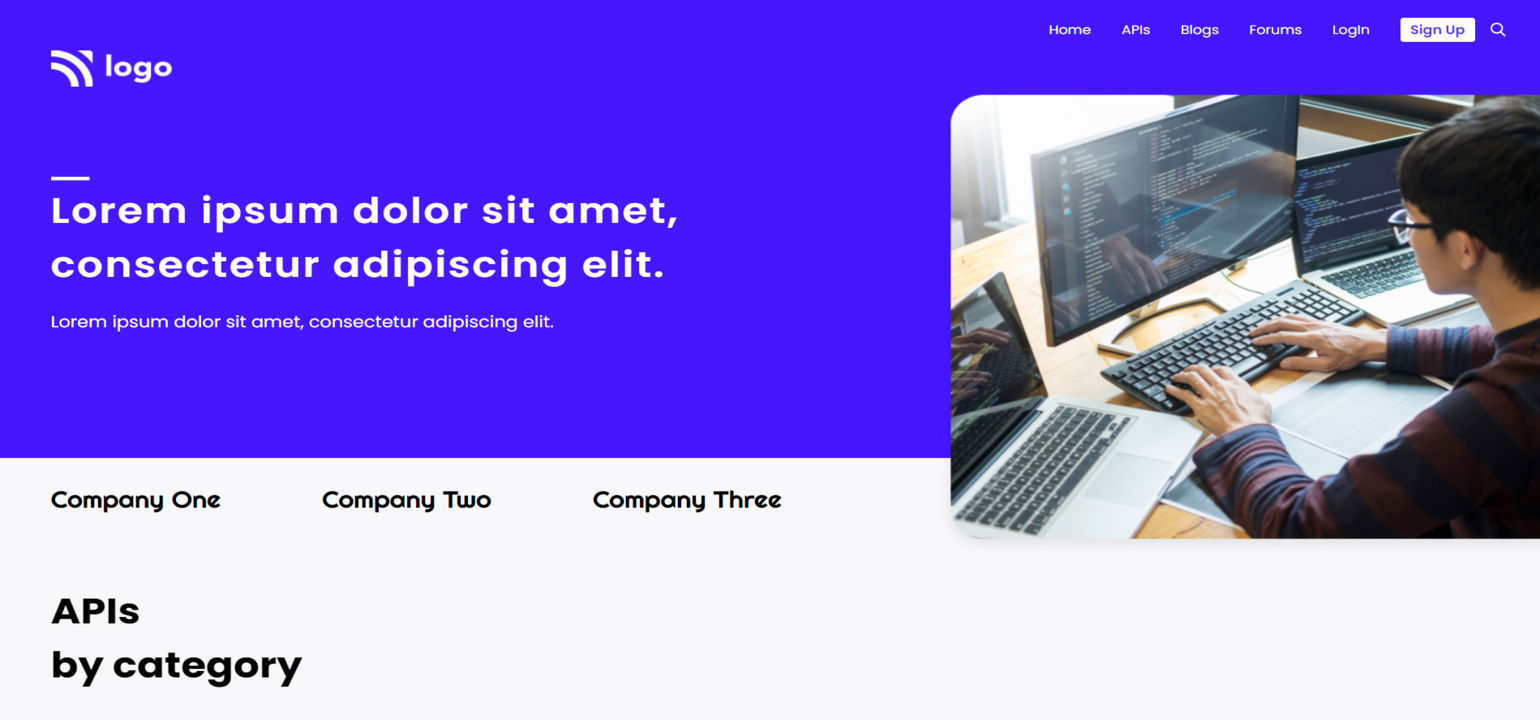 Home APIs Blogs Forums LogIn Sign Up
logo
Lorem ipsum dolor sit amet,
consectetur adipiscing elit.
Lorem ipsum dolor sit amet, consectetur adipiscing elit.
Company One Company Two Company Three
APIs
by category